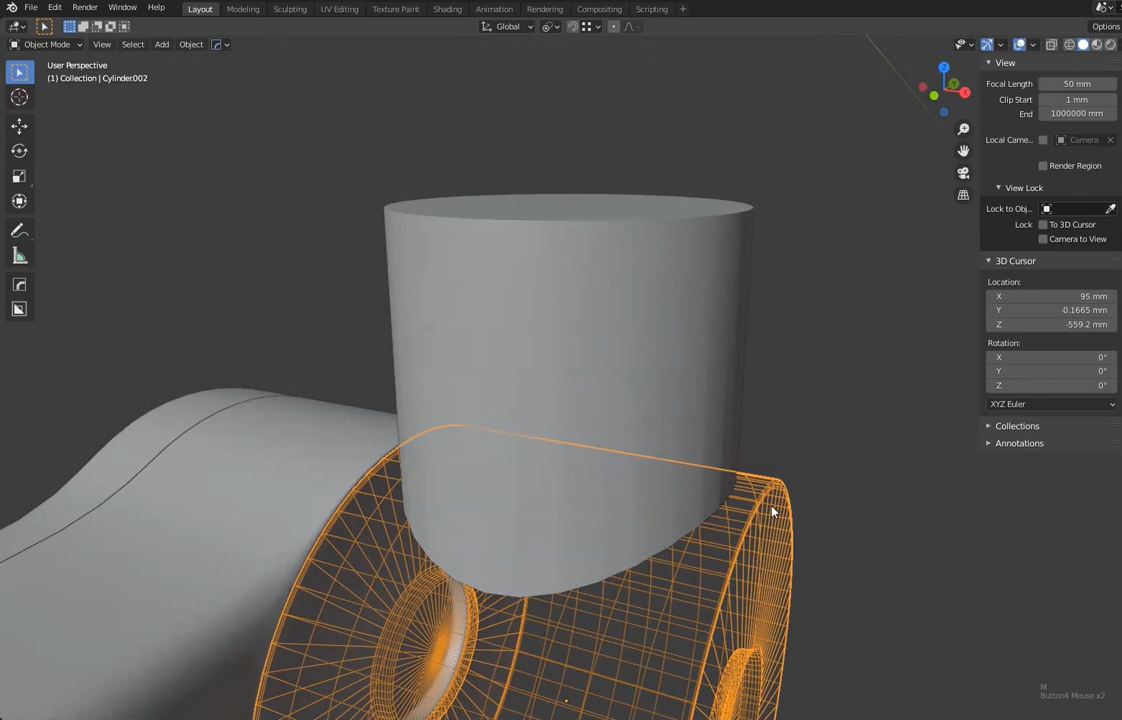 File Edit Render Window Help Layout Modeling Sculpting UV Editing Texture Paint Shading Animation Rendering Compositing Scripting +
Global Options
Object Mode View Select Add Object
User Perspective
(1) Collection | Cylinder.002
Z
Y
X
View
Focal Length 50 mm
Clip Start 1 mm
End 1000000 mm
Local Came... Camera
Render Region
View Lock
Lock to Obj...
Lock To 3D Cursor
Camera to View
3D Cursor
Location:
X 95 mm
Y -0.1665 mm
Z -559.2 mm
Rotation:
X 0°
Y 0°
Z 0°
XYZ Euler
Collections
Annotations
M
Button4 Mouse x2